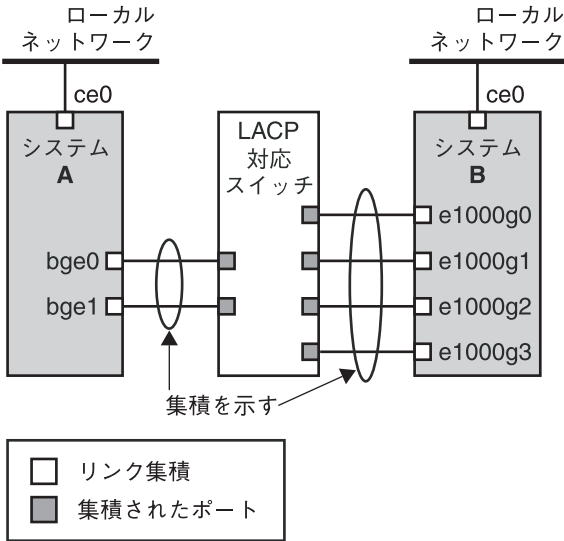 ローカル
ネットワーク
ローカル
ネットワーク
ce0
ce0
システム
A
LACP
対応
スイッチ
システム
B
bge0
bge1
e1000g0
e1000g1
e1000g2
e1000g3
集積を示す
リンク集積
集積されたポート